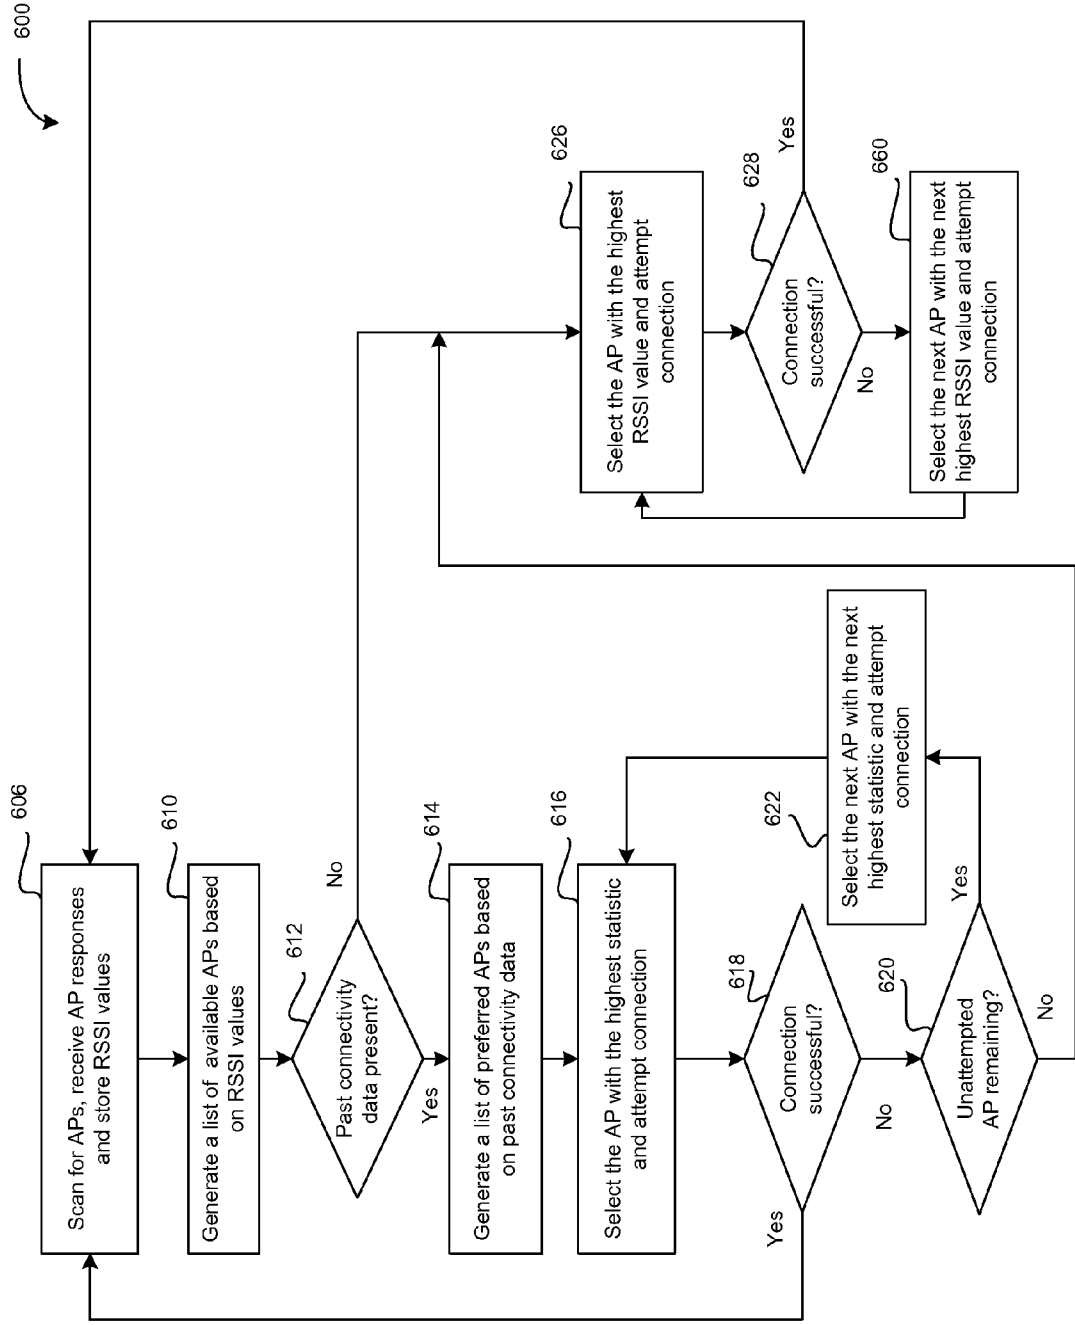 600
606
Scan for APs, receive AP responses
and store RSSI values
610
Generate a list of available APs based
on RSSI values
612
Past connectivity
data present?
No
Yes
614
Generate a list of preferred APs based
on past connectivity data
616
Select the AP with the highest statistic
and attempt connection
618
Connection
successful?
Yes
No
620
Unattempted
AP remaining?
Yes
No
622
Select the next AP with the next
highest statistic and attempt
connection
626
Select the AP with the highest
RSSI value and attempt
connection
628
Connection
successful?
Yes
No
660
Select the next AP with the next
highest RSSI value and attempt
connection